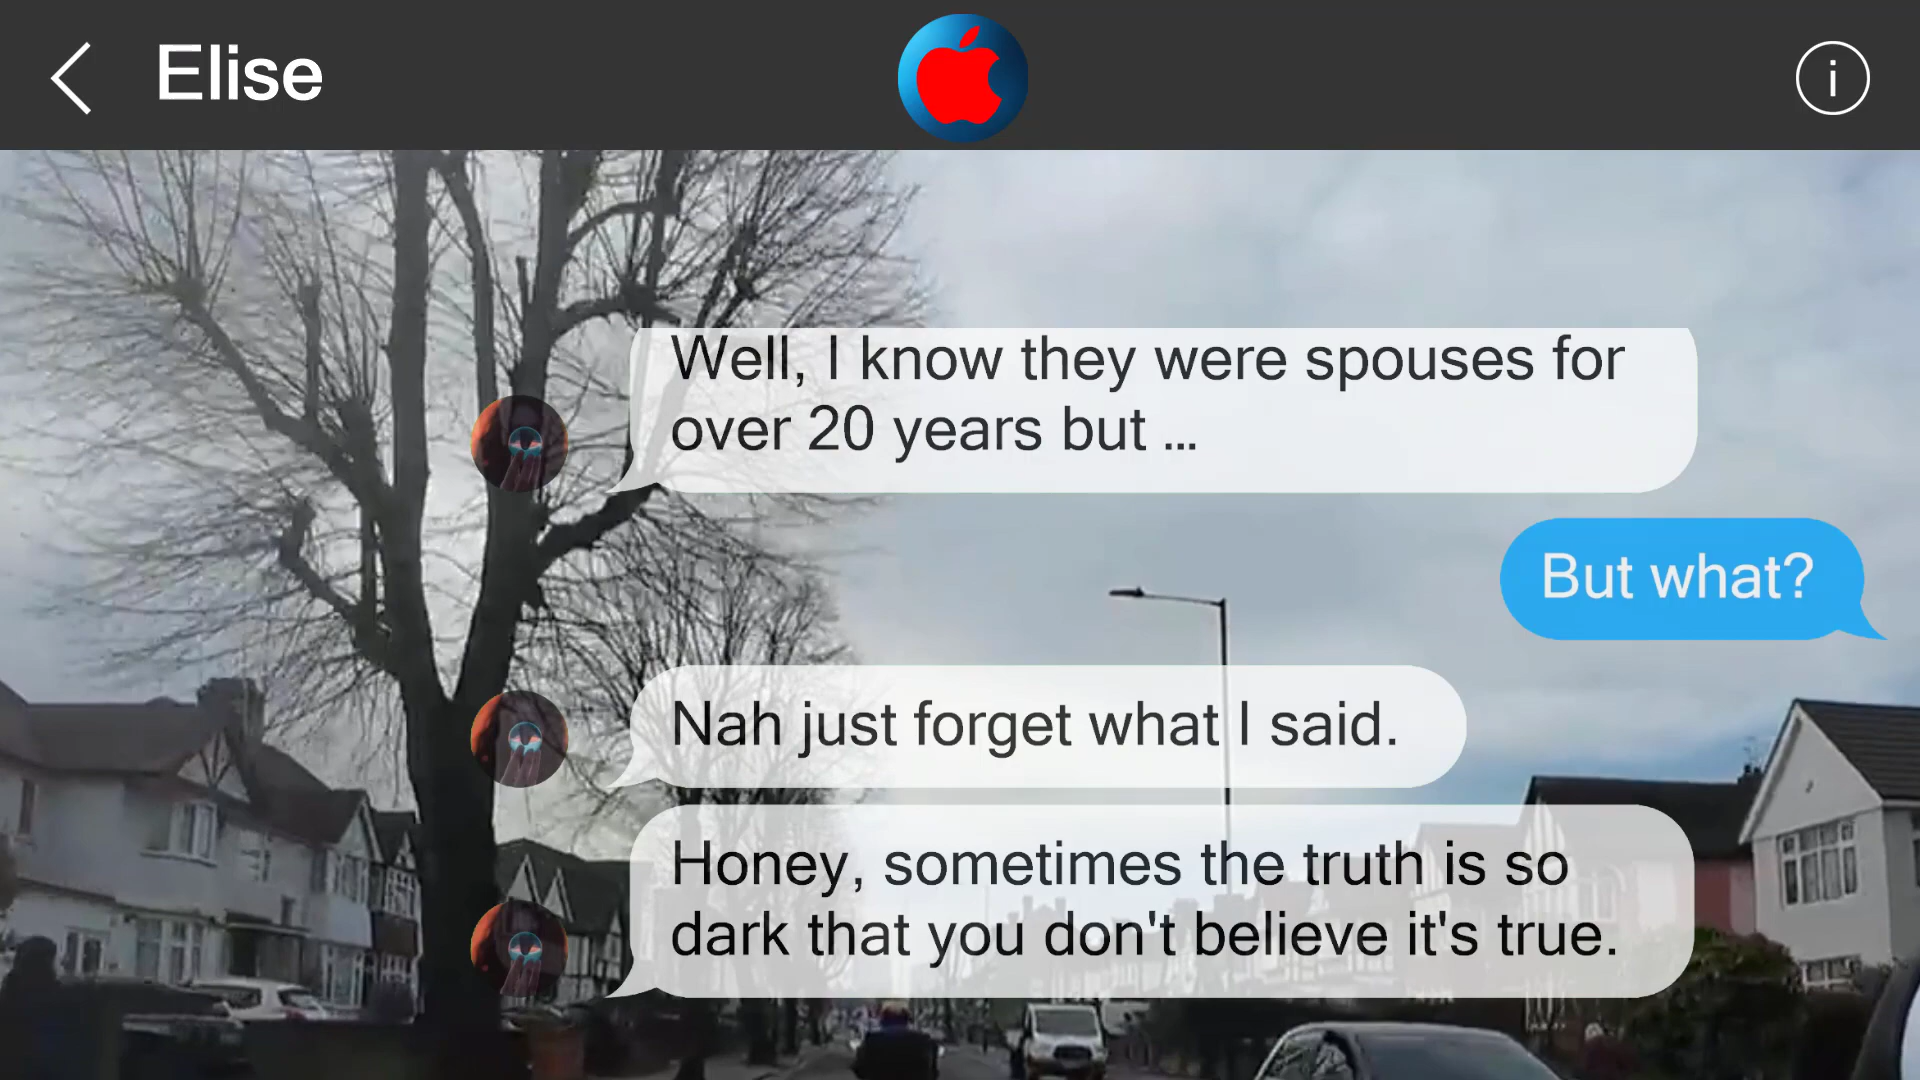 Elise
i
Well, I know they were spouses for
over 20 years but ...
But what?
Nah just forget what I said.
Honey, sometimes the truth is so
dark that you don't believe it's true.